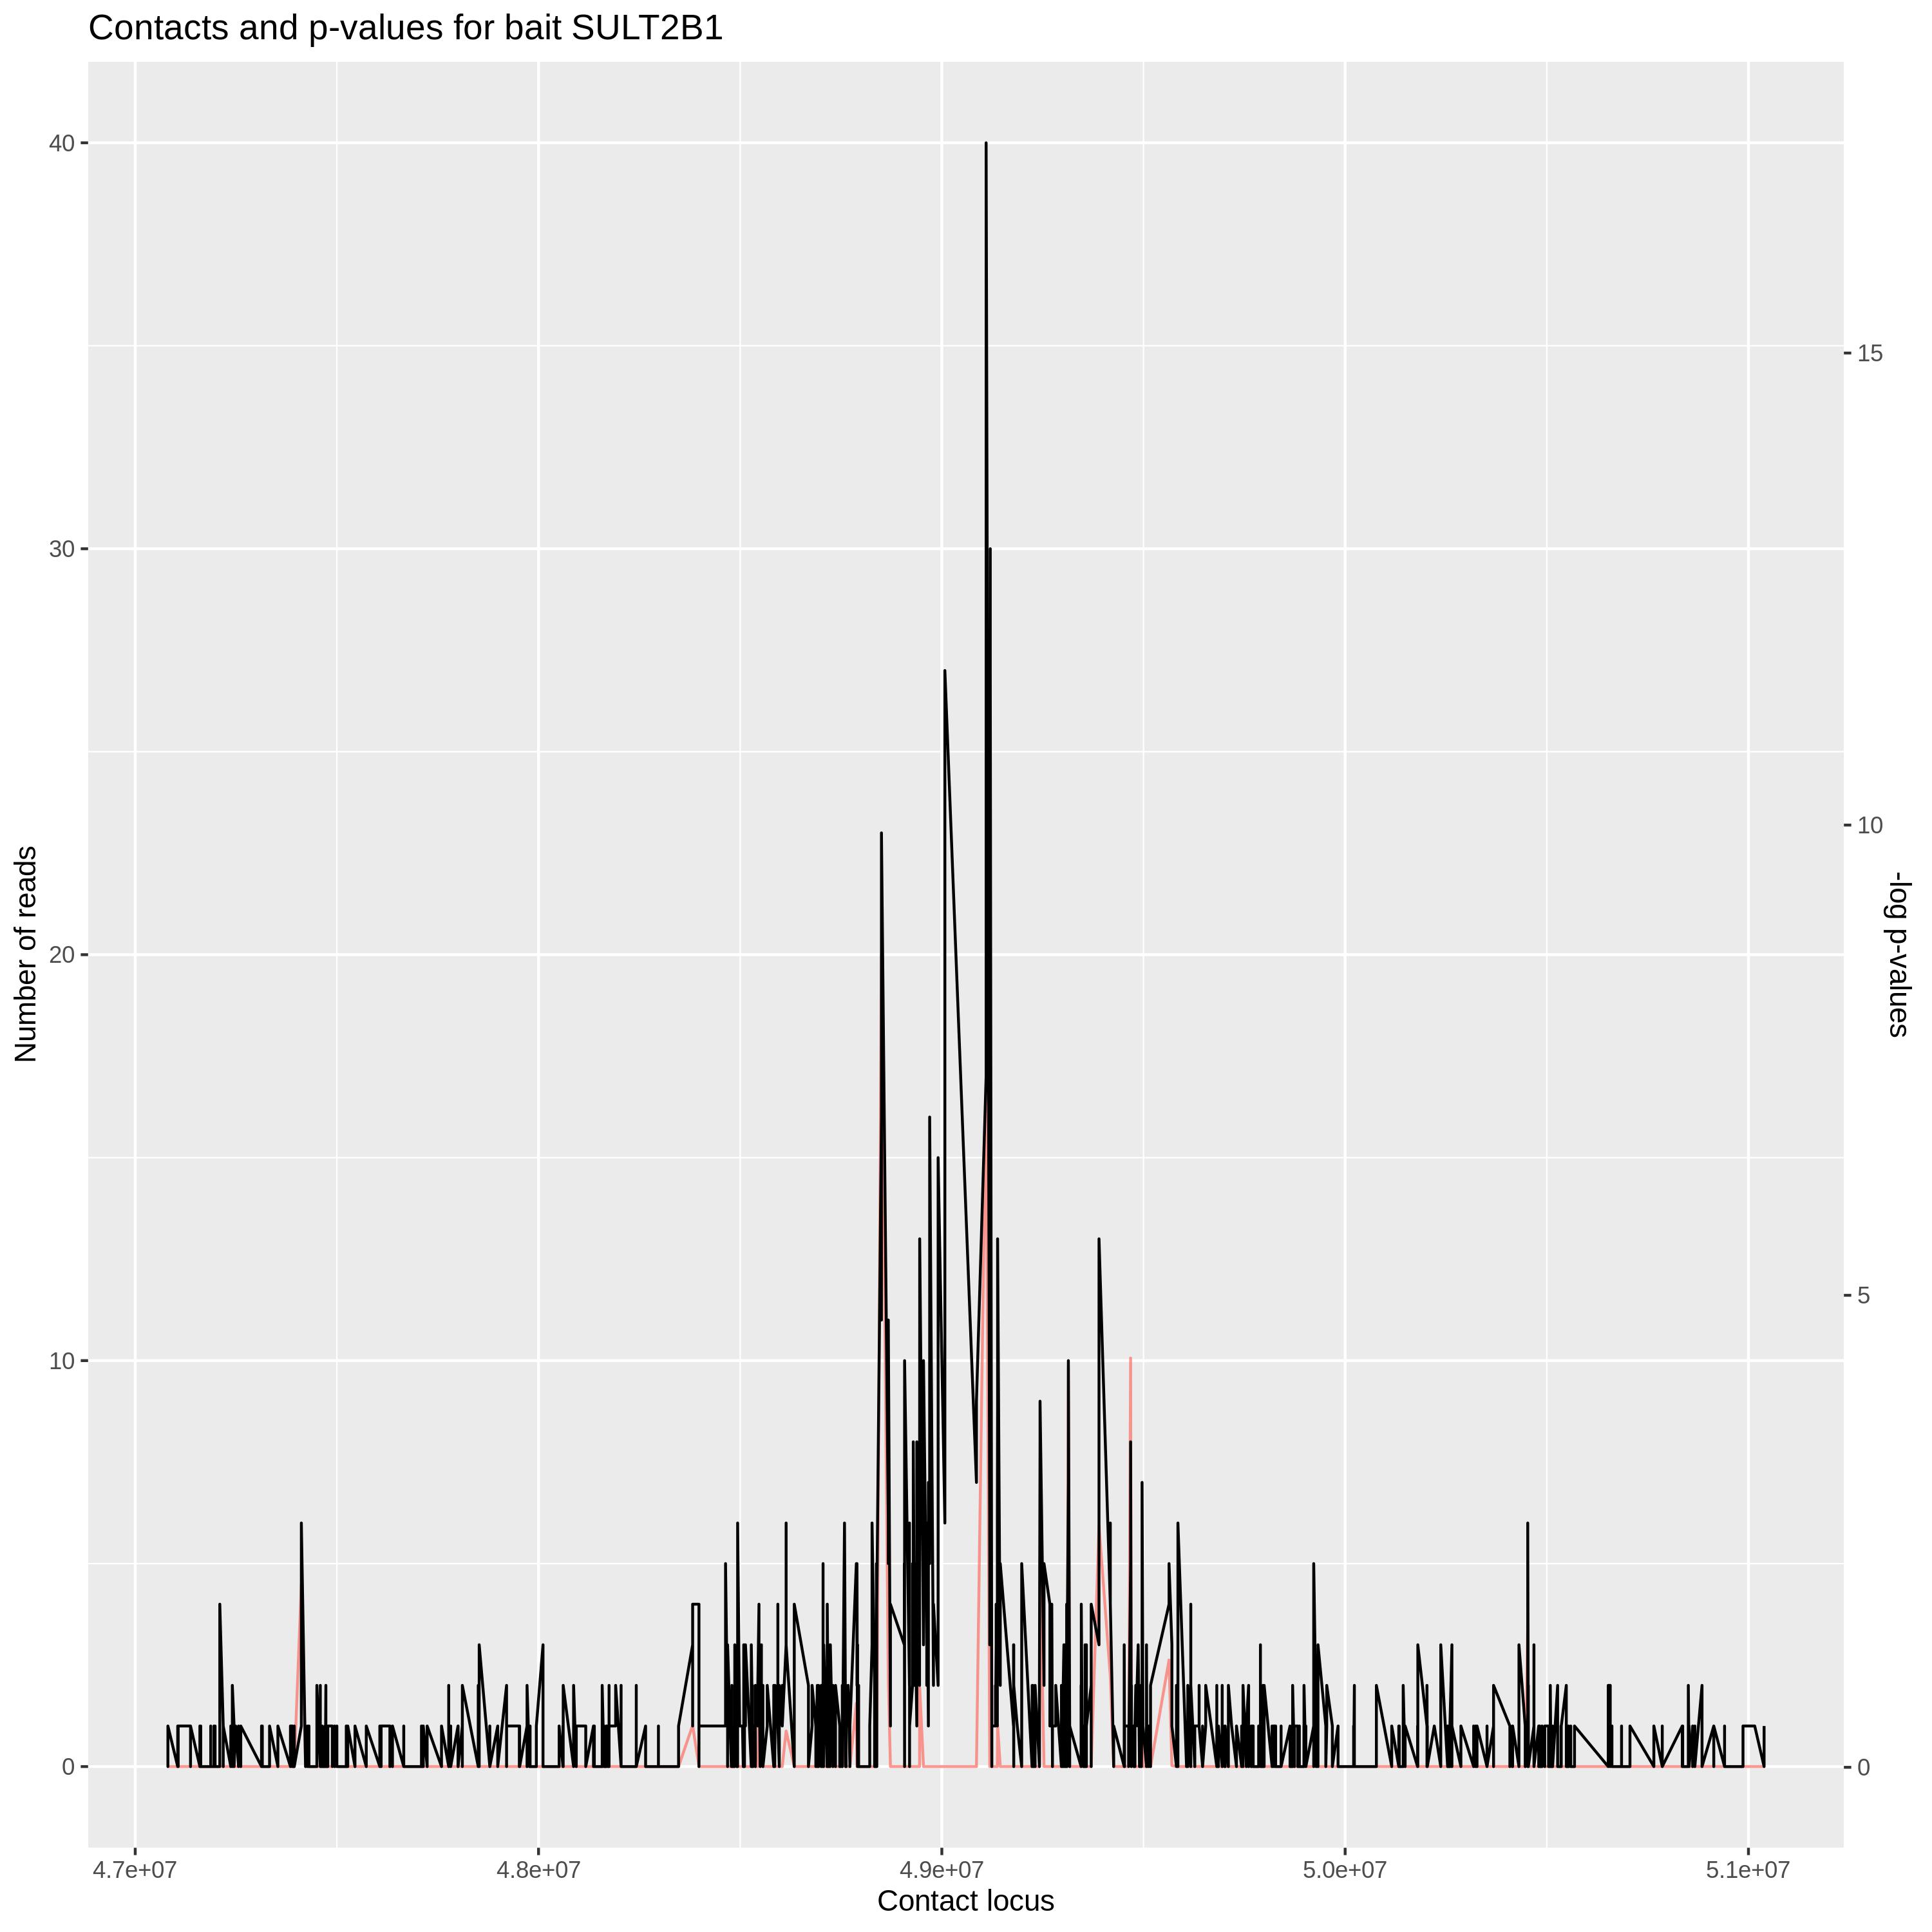 Contacts and p-values for bait SULT2B1
40
30
20
10
0
Number of reads
15
10
5
0
-log p-values
4.7e+07 4.8e+07 4.9e+07 5.0e+07 5.1e+07
Contact locus